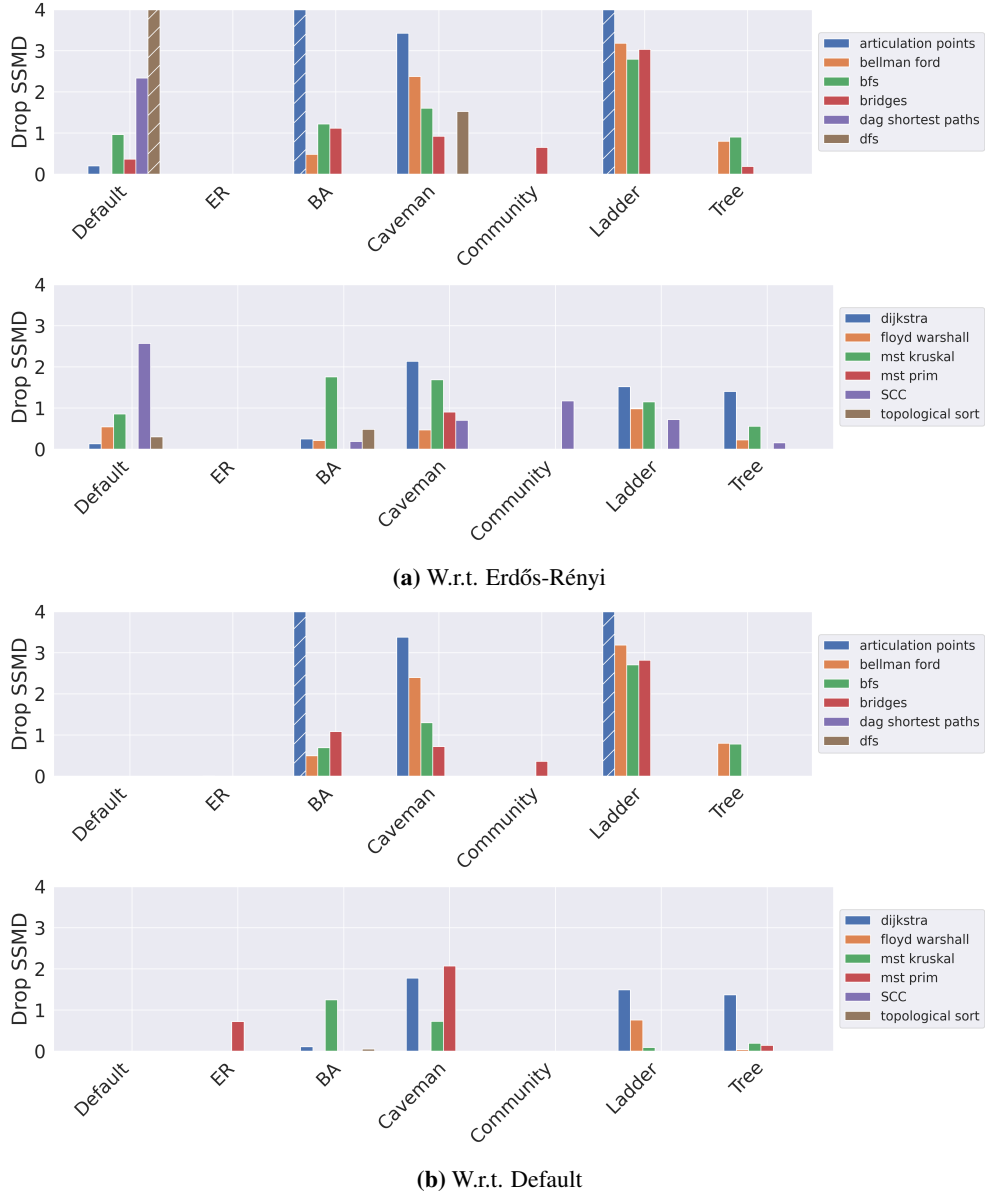 4
3
2
1
0
Drop SSMD
Default
ER
BA
Caveman
Community
Ladder
Tree
articulation points
bellman ford
bfs
bridges
dag shortest paths
dfs
4
3
2
1
0
Drop SSMD
Default
ER
BA
Caveman
Community
Ladder
Tree
dijkstra
floyd warshall
mst kruskal
mst prim
SCC
topological sort
(a) W.r.t. Erdős-Rényi
4
3
2
1
0
Drop SSMD
Default
ER
BA
Caveman
Community
Ladder
Tree
articulation points
bellman ford
bfs
bridges
dag shortest paths
dfs
4
3
2
1
0
Drop SSMD
Default
ER
BA
Caveman
Community
Ladder
Tree
dijkstra
floyd warshall
mst kruskal
mst prim
SCC
topological sort
(b) W.r.t. Default